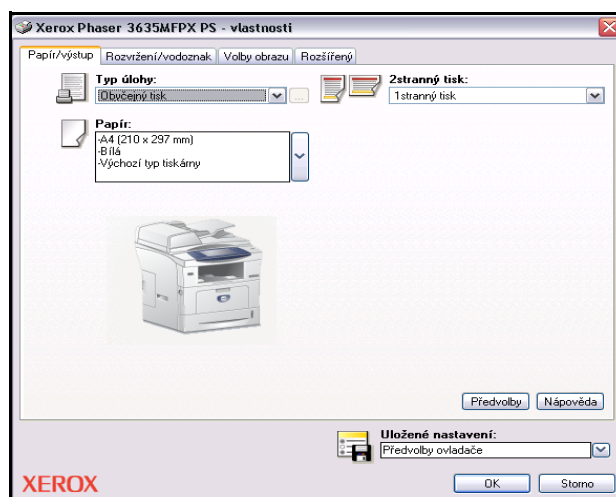 Xerox Phaser 3635MFPX PS - vlastnosti
Papír/výstup Rozvržení/vodoznak Volby obrazu Rozšířený
Typ úlohy:
Obyčejný tisk ...
2stranný tisk:
1stranný tisk
Papír:
-A4 (210 x 297 mm)
-Bílá
-Výchozí typ tiskárny
Předvolby Nápověda
Uložené nastavení:
Předvolby ovladače
XEROX
OK Storno